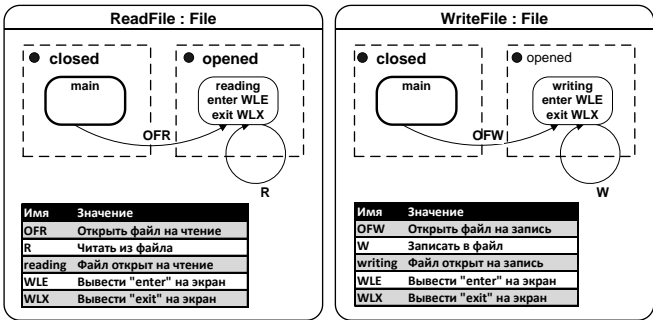 ReadFile : File
closed
opened
main
reading
enter WLE
exit WLX
OFR
R
Имя Значение
OFR Открыть файл на чтение
R Читать из файла
reading Файл открыт на чтение
WLE Вывести "enter" на экран
WLX Вывести "exit" на экран
WriteFile : File
closed
opened
main
writing
enter WLE
exit WLX
OFW
W
Имя Значение
OFW Открыть файл на запись
W Записать в файл
writing Файл открыт на запись
WLE Вывести "enter" на экран
WLX Вывести "exit" на экран